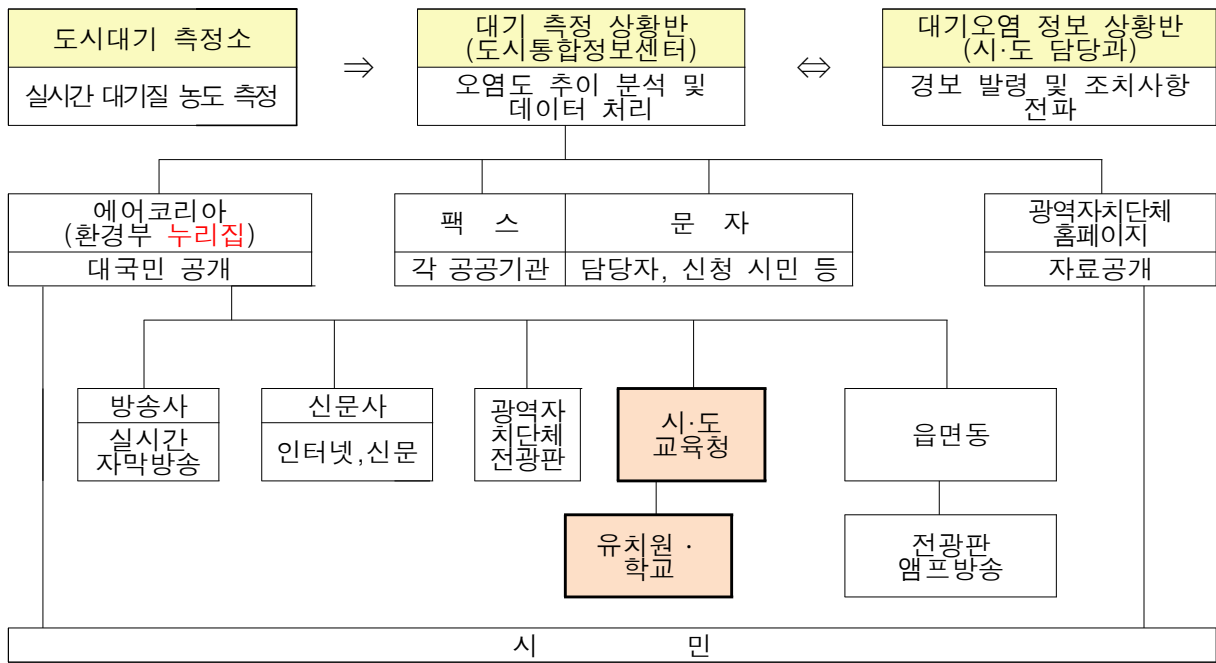 도시대기 측정소
실시간 대기질 농도 측정
⇒
대기 측정 상황반
(도시통합정보센터)
오염도 추이 분석 및
데이터 처리
⇔
대기오염 정보 상황반
(시·도 담당과)
경보 발령 및 조치사항
전파
에어코리아
(환경부 누리집)
대국민 공개
팩 스
각 공공기관
문 자
담당자, 신청 시민 등
광역자치단체
홈페이지
자료공개
방송사
실시간
자막방송
신문사
인터넷,신문
광역자
치단체
전광판
시·도
교육청
읍면동
유치원·
학교
전광판
앰프방송
시 민